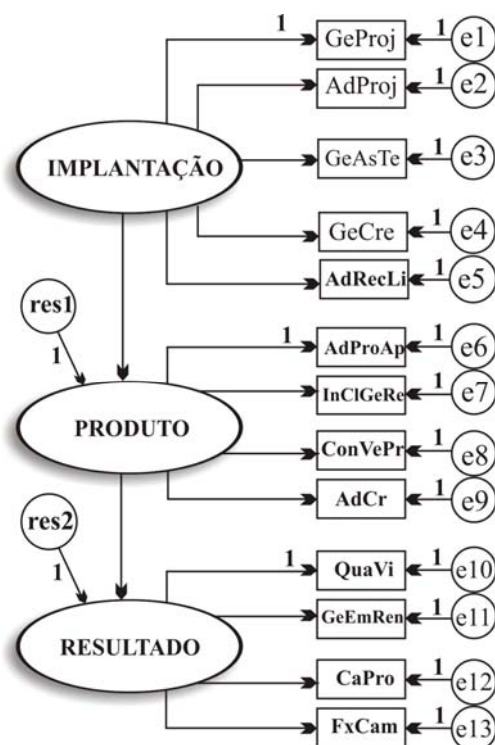 1 GeProj 1 e1
AdProj 1 e2
IMPLANTAÇÃO
GeAsTe 1 e3
GeCre 1 e4
AdRecLi 1 e5
res1
1
1 AdProAp 1 e6
InClGeRe 1 e7
PRODUTO
ConVePr 1 e8
AdCr 1 e9
res2
1
1 QuaVi 1 e10
GeEmRen 1 e11
RESULTADO
CaPro 1 e12
FxCam 1 e13